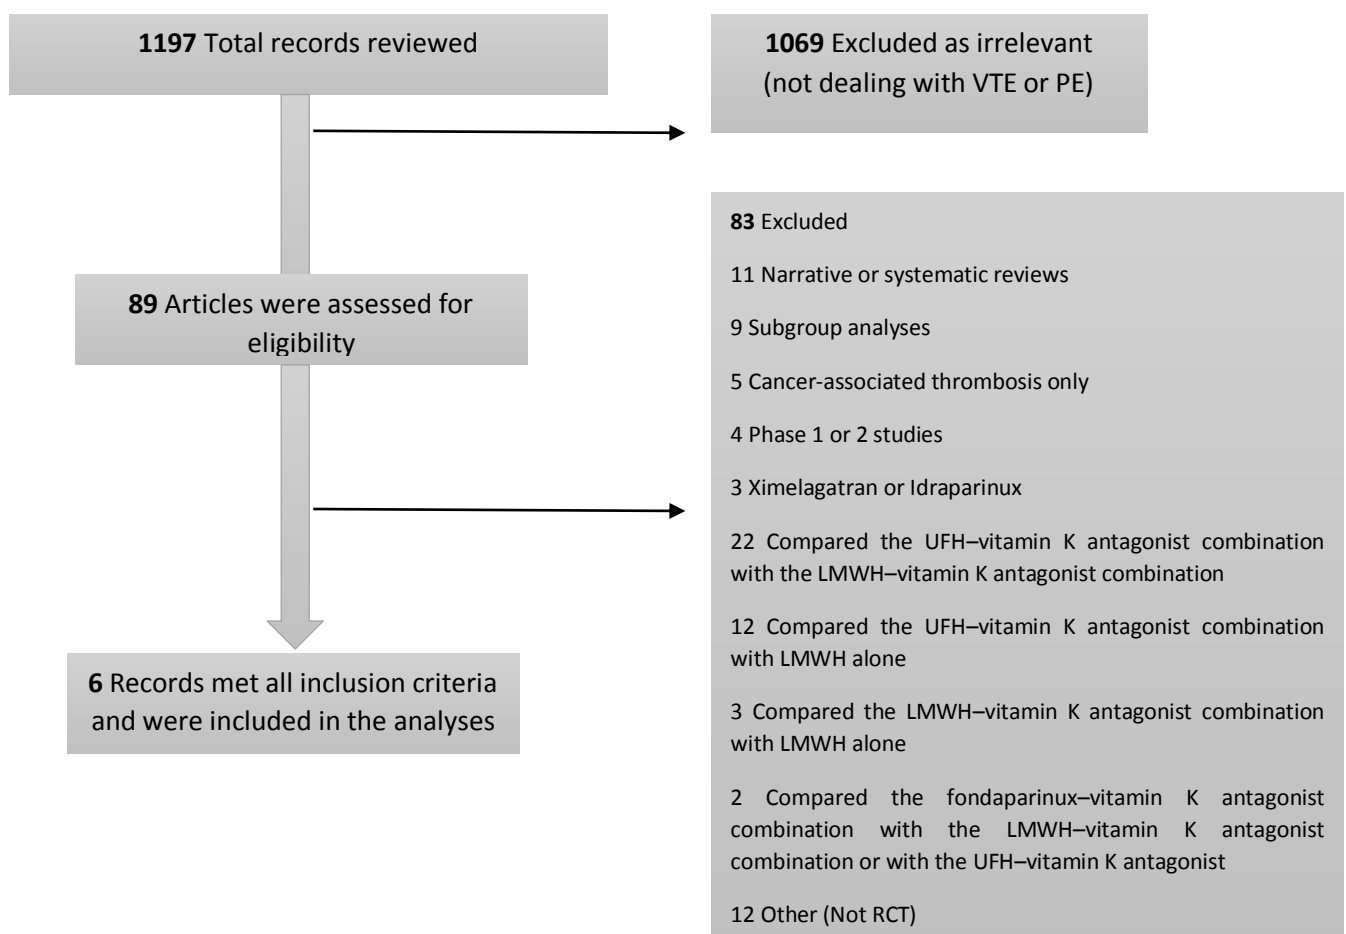 1197 Total records reviewed
1069 Excluded as irrelevant
(not dealing with VTE or PE)
89 Articles were assessed for
eligibility
83 Excluded
11 Narrative or systematic reviews
9 Subgroup analyses
5 Cancer-associated thrombosis only
4 Phase 1 or 2 studies
3 Ximelagatran or Idraparinux
22 Compared the UFH–vitamin K antagonist combination
with the LMWH–vitamin K antagonist combination
12 Compared the UFH–vitamin K antagonist combination
with LMWH alone
3 Compared the LMWH–vitamin K antagonist combination
with LMWH alone
2 Compared the fondaparinux–vitamin K antagonist
combination with the LMWH–vitamin K antagonist
combination or with the UFH–vitamin K antagonist
12 Other (Not RCT)
6 Records met all inclusion criteria
and were included in the analyses